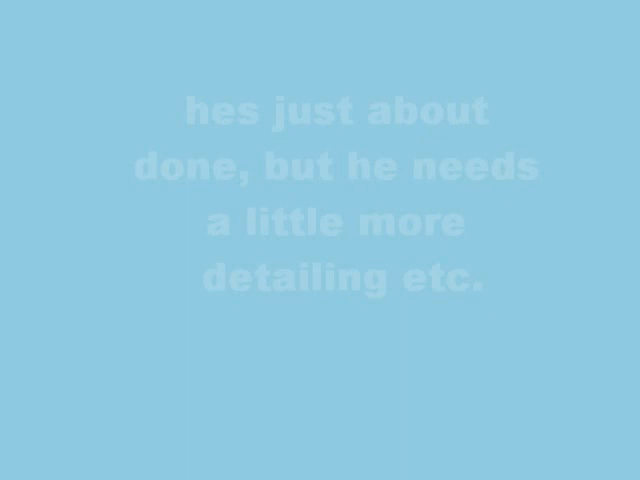 hes just about
done, but he needs
a little more
detailing etc.